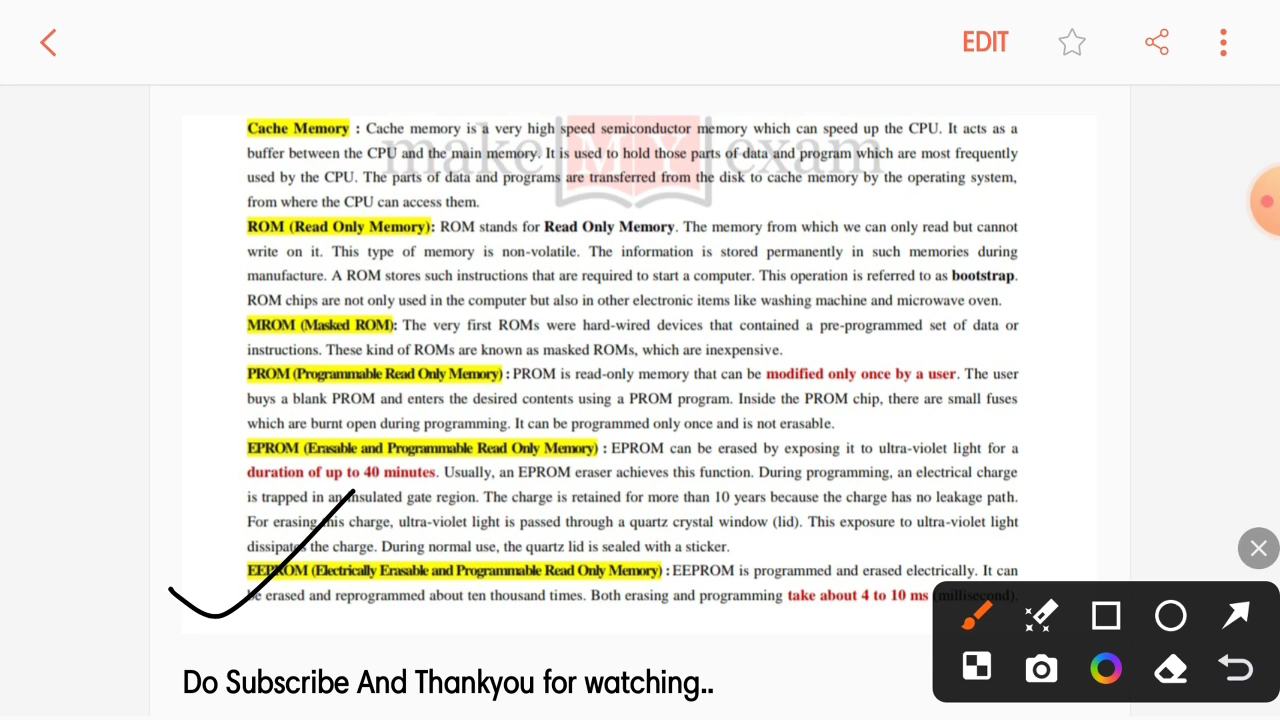 EDIT
Cache Memory : Cache memory is a very high speed semiconductor memory which can speed up the CPU. It acts as a
buffer between the CPU and the main memory. It is used to hold those parts of data and program which are most frequently
used by the CPU. The parts of data and programs are transferred from the disk to cache memory by the operating system,
from where the CPU can access them.
make MY exam
ROM (Read Only Memory): ROM stands for Read Only Memory. The memory from which we can only read but cannot
write on it. This type of memory is non-volatile. The information is stored permanently in such memories during
manufacture. A ROM stores such instructions that are required to start a computer. This operation is referred to as bootstrap.
ROM chips are not only used in the computer but also in other electronic items like washing machine and microwave oven.
MROM (Masked ROM): The very first ROMs were hard-wired devices that contained a pre-programmed set of data or
instructions. These kind of ROMs are known as masked ROMs, which are inexpensive.
PROM (Programmable Read Only Memory) : PROM is read-only memory that can be modified only once by a user. The user
buys a blank PROM and enters the desired contents using a PROM program. Inside the PROM chip, there are small fuses
which are burnt open during programming. It can be programmed only once and is not erasable.
EPROM (Erasable and Programmable Read Only Memory) : EPROM can be erased by exposing it to ultra-violet light for a
duration of up to 40 minutes. Usually, an EPROM eraser achieves this function. During programming, an electrical charge
is trapped in an insulated gate region. The charge is retained for more than 10 years because the charge has no leakage path.
For erasing this charge, ultra-violet light is passed through a quartz crystal window (lid). This exposure to ultra-violet light
dissipates the charge. During normal use, the quartz lid is sealed with a sticker.
EEPROM (Electrically Erasable and Programmable Read Only Memory) : EEPROM is programmed and erased electrically. It can
be erased and reprogrammed about ten thousand times. Both erasing and programming take about 4 to 10 ms (millisecond).
Do Subscribe And Thankyou for watching..